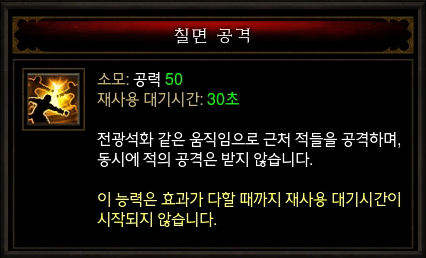 칠면 공격
소모: 공력 50
재사용 대기시간: 30초
전광석화 같은 움직임으로 근처 적들을 공격하며,
동시에 적의 공격은 받지 않습니다.
이 능력은 효과가 다할 때까지 재사용 대기시간이
시작되지 않습니다.